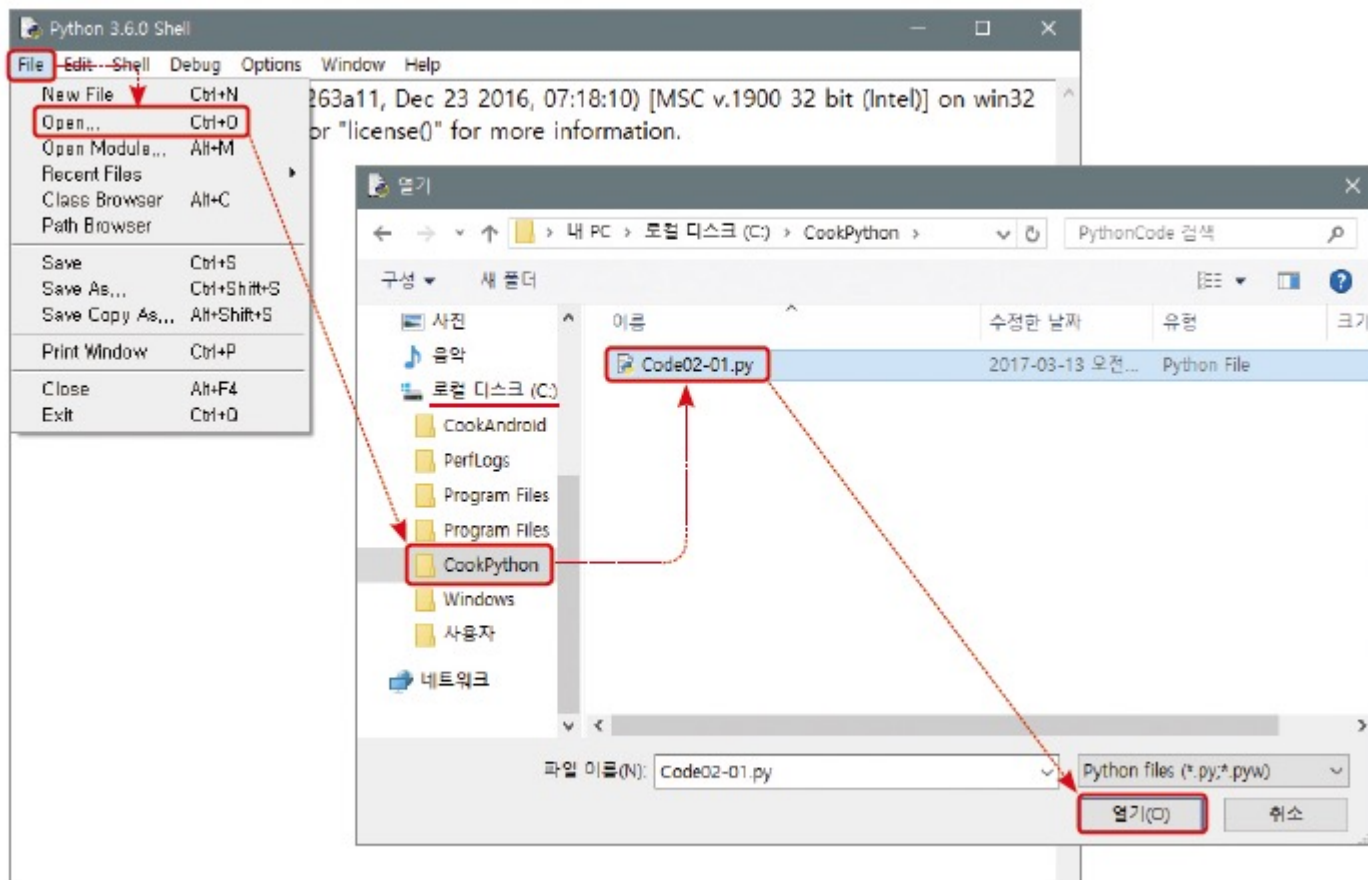 Python 3.6.0 Shell
File Edit Shell Debug Options Window Help
New File Ctrl+N
Open... Ctrl+O
Open Module... Alt+M
Recent Files
Class Browser Alt+C
Path Browser
Save Ctrl+S
Save As... Ctrl+Shift+S
Save Copy As... Alt+Shift+S
Print Window Ctrl+P
Close Alt+F4
Exit Ctrl+Q
263a11, Dec 23 2016, 07:18:10) [MSC v.1900 32 bit (Intel)] on win32
or "license()" for more information.
열기
내 PC > 로컬 디스크 (C:) > CookPython >
PythonCode 검색
구성 새 폴더
이름 수정한 날짜 유형 크기
Code02-01.py 2017-03-13 오전... Python File
사진
음악
로컬 디스크 (C:)
CookAndroid
PerfLogs
Program Files
Program Files
CookPython
Windows
사용자
네트워크
파일 이름(N): Code02-01.py
Python files (*.py;*.pyw)
열기(O) 취소